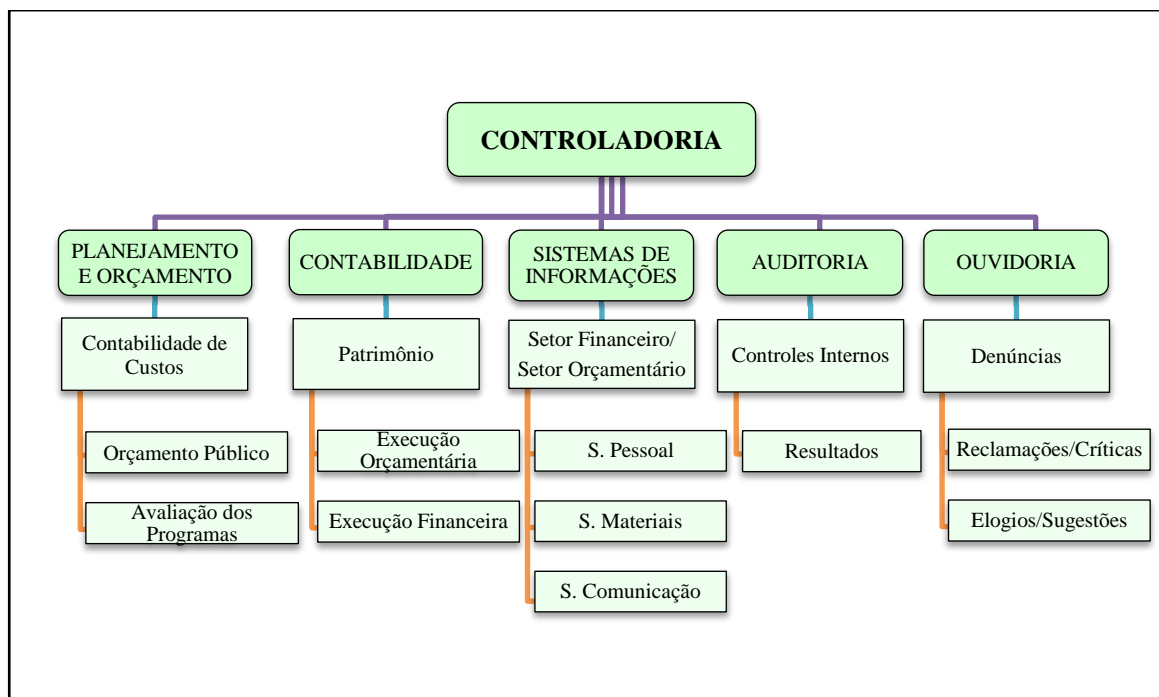 CONTROLADORIA
PLANEJAMENTO
E ORÇAMENTO
CONTABILIDADE
SISTEMAS DE
INFORMAÇÕES
AUDITORIA
OUVIDORIA
Contabilidade de
Custos
Patrimônio
Setor Financeiro/
Setor Orçamentário
Controles Internos
Denúncias
Orçamento Público
Execução
Orçamentária
S. Pessoal
Resultados
Reclamações/Críticas
Avaliação dos
Programas
Execução Financeira
S. Materiais
Elogios/Sugestões
S. Comunicação